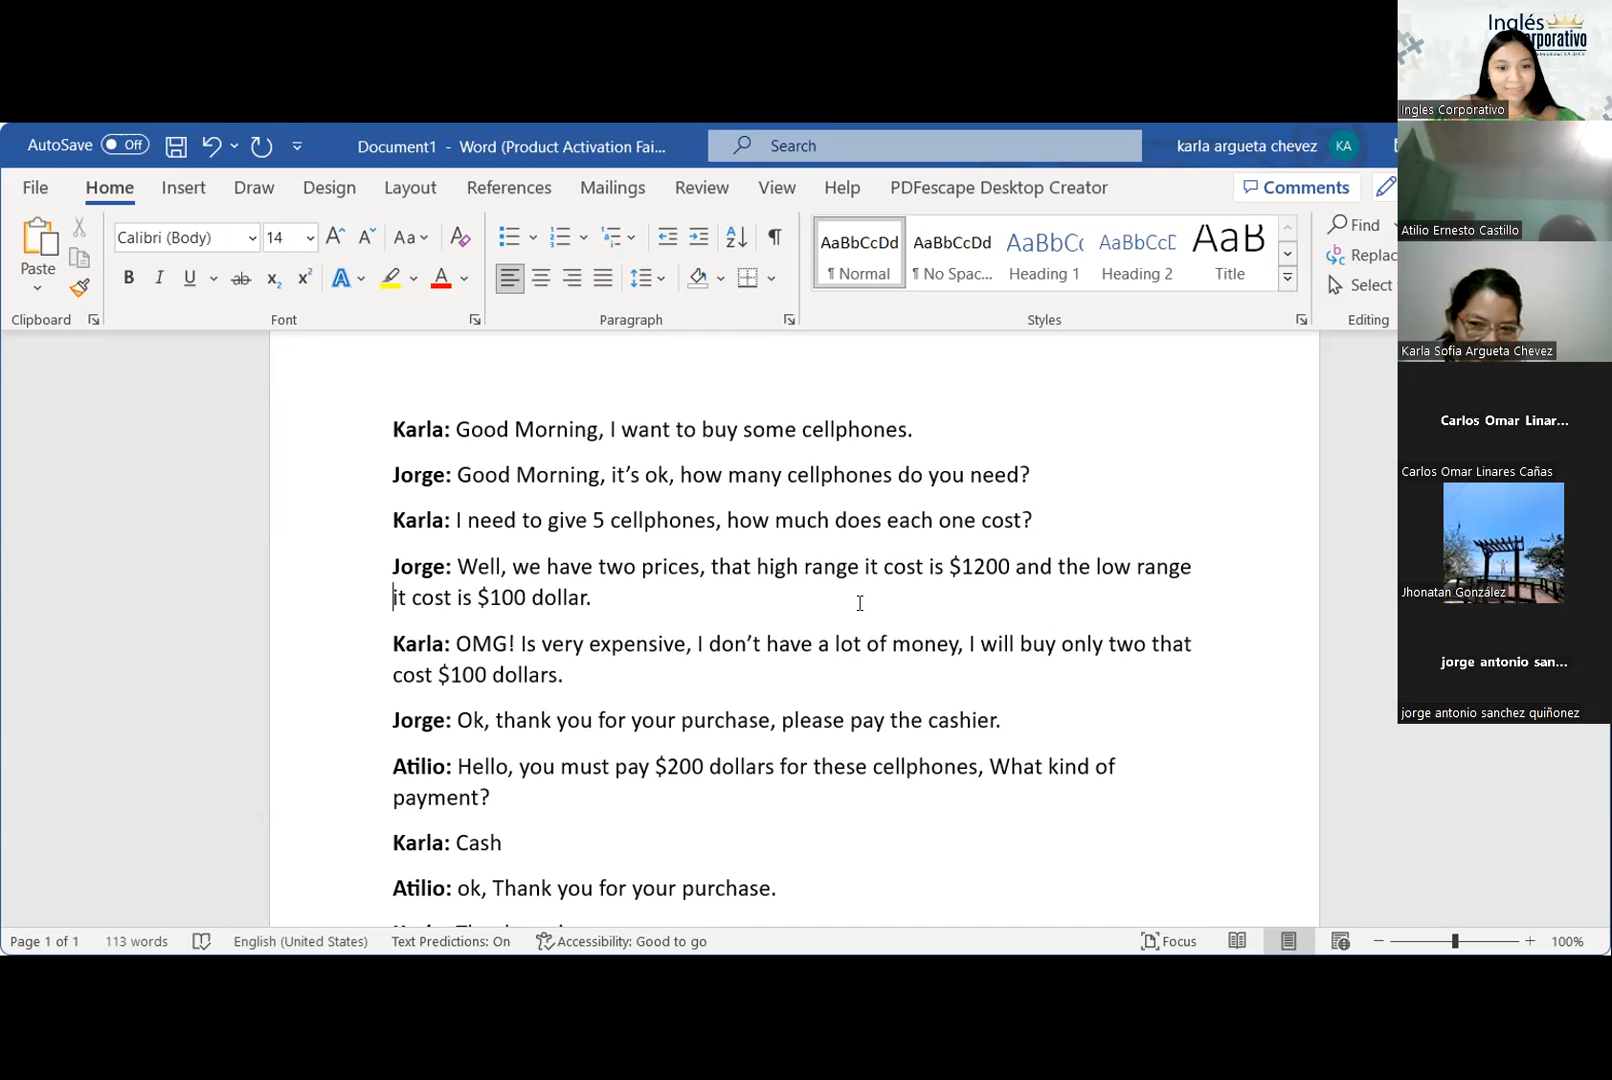 Inglés
Corporativo
Ingles Corporativo
AutoSave Off
Document1 - Word (Product Activation Fai...
Search
karla argueta chevez KA
File Home Insert Draw Design Layout References Mailings Review View Help PDFescape Desktop Creator
Comments
Paste
Calibri (Body) 14
AaBbCcDd AaBbCcDd AaBbCc AaBbCcD AaB
¶ Normal ¶ No Spac... Heading 1 Heading 2 Title
Find
Replac
Select
Clipboard Font Paragraph Styles Editing
Atilio Ernesto Castillo
Karla Sofia Argueta Chevez
Carlos Omar Linar...
Carlos Omar Linares Cañas
Jhonatan González
jorge antonio san...
jorge antonio sanchez quiñonez
Karla: Good Morning, I want to buy some cellphones.
Jorge: Good Morning, it’s ok, how many cellphones do you need?
Karla: I need to give 5 cellphones, how much does each one cost?
Jorge: Well, we have two prices, that high range it cost is $1200 and the low range
it cost is $100 dollar.
Karla: OMG! Is very expensive, I don’t have a lot of money, I will buy only two that
cost $100 dollars.
Jorge: Ok, thank you for your purchase, please pay the cashier.
Atilio: Hello, you must pay $200 dollars for these cellphones, What kind of
payment?
Karla: Cash
Atilio: ok, Thank you for your purchase.
Page 1 of 1 113 words English (United States) Text Predictions: On Accessibility: Good to go Focus 100%